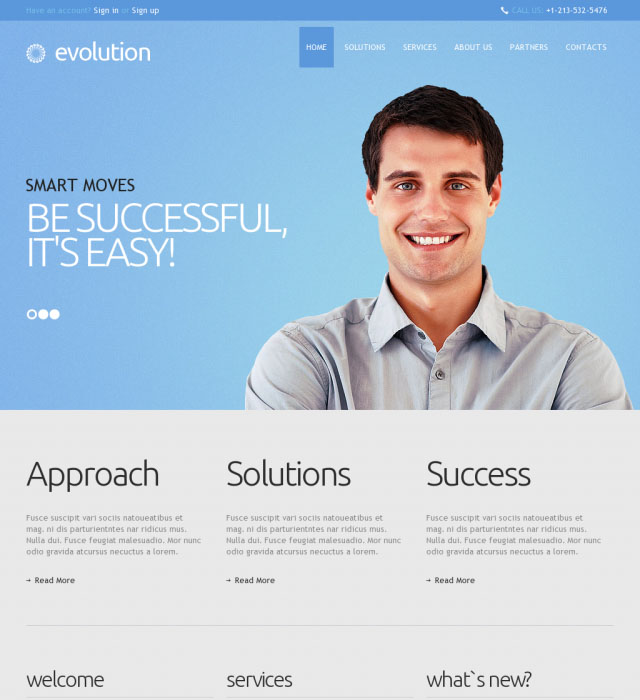 Have an account? Sign in or Sign up
CALL US: +1-213-532-5476
evolution
HOME SOLUTIONS SERVICES ABOUT US PARTNERS CONTACTS
SMART MOVES
BE SUCCESSFUL,
IT'S EASY!
Approach
Fusce suscipit vari sociis natoueatibus et
mag. ni dis parturientntes nar ridicus mus.
Nulla dui. Fusce feugiat malesuadio. Mor nunc
odio gravida atcursus necuctus a lorem.
→ Read More
Solutions
Fusce suscipit vari sociis natoueatibus et
mag. ni dis parturientntes nar ridicus mus.
Nulla dui. Fusce feugiat malesuadio. Mor nunc
odio gravida atcursus necuctus a lorem.
→ Read More
Success
Fusce suscipit vari sociis natoueatibus et
mag. ni dis parturientntes nar ridicus mus.
Nulla dui. Fusce feugiat malesuadio. Mor nunc
odio gravida atcursus necuctus a lorem.
→ Read More
welcome
services
what`s new?